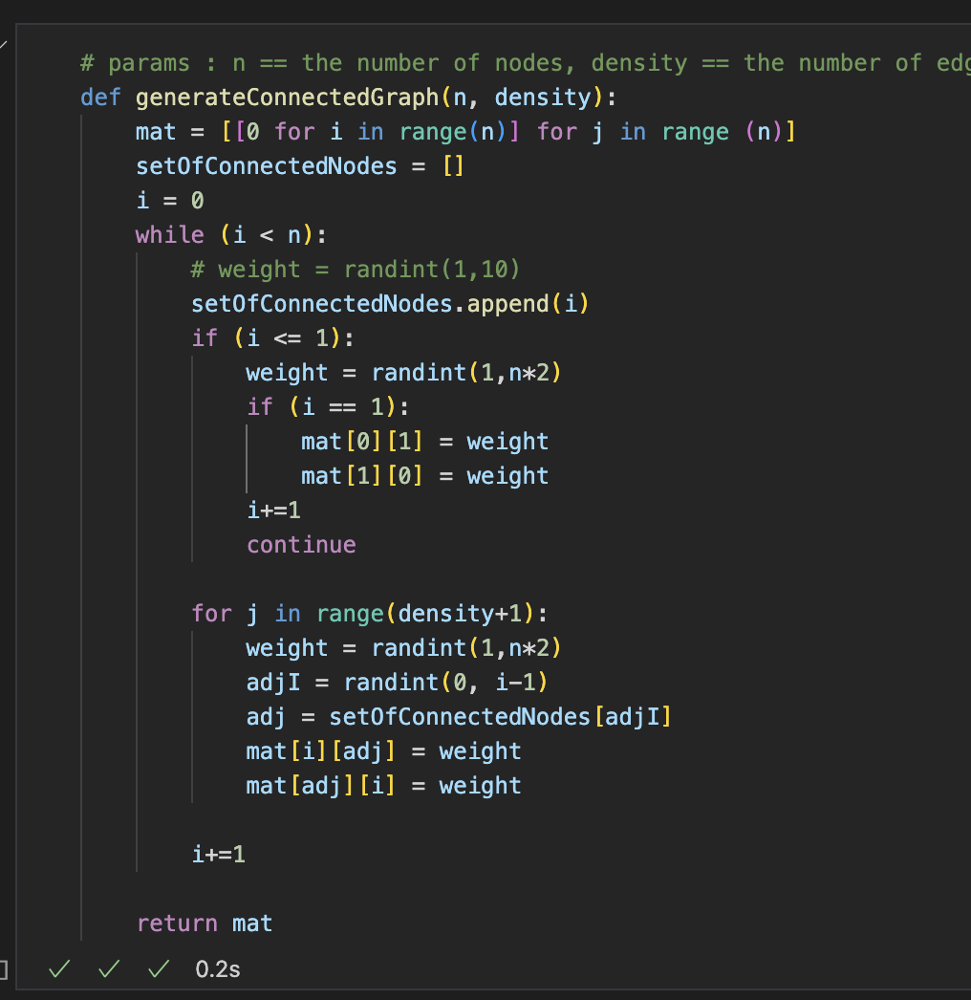 # params : n == the number of nodes, density == the number of
def generateConnectedGraph(n, density):
    mat = [[0 for i in range(n)] for j in range (n)]
    setOfConnectedNodes = []
    i = 0
    while (i < n):
        # weight = randint(1,10)
        setOfConnectedNodes.append(i)
        if (i <= 1):
            weight = randint(1,n*2)
            if (i == 1):
                mat[0][1] = weight
                mat[1][0] = weight
            i+=1
            continue
        for j in range(density+1):
            weight = randint(1,n*2)
            adjI = randint(0, i-1)
            adj = setOfConnectedNodes[adjI]
            mat[i][adj] = weight
            mat[adj][i] = weight
        i+=1
    return mat
] ✓ ✓ ✓ 0.2s